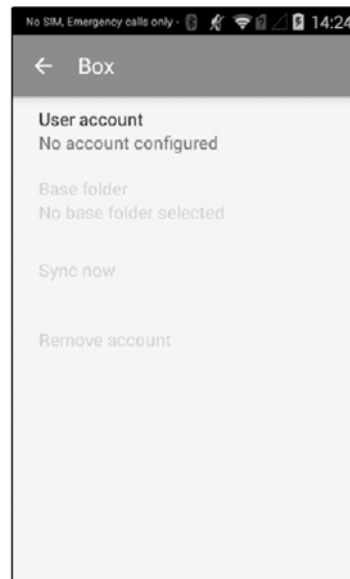 No SIM, Emergency calls only · 14:24
Box
User account
No account configured
Base folder
No base folder selected
Sync now
Remove account